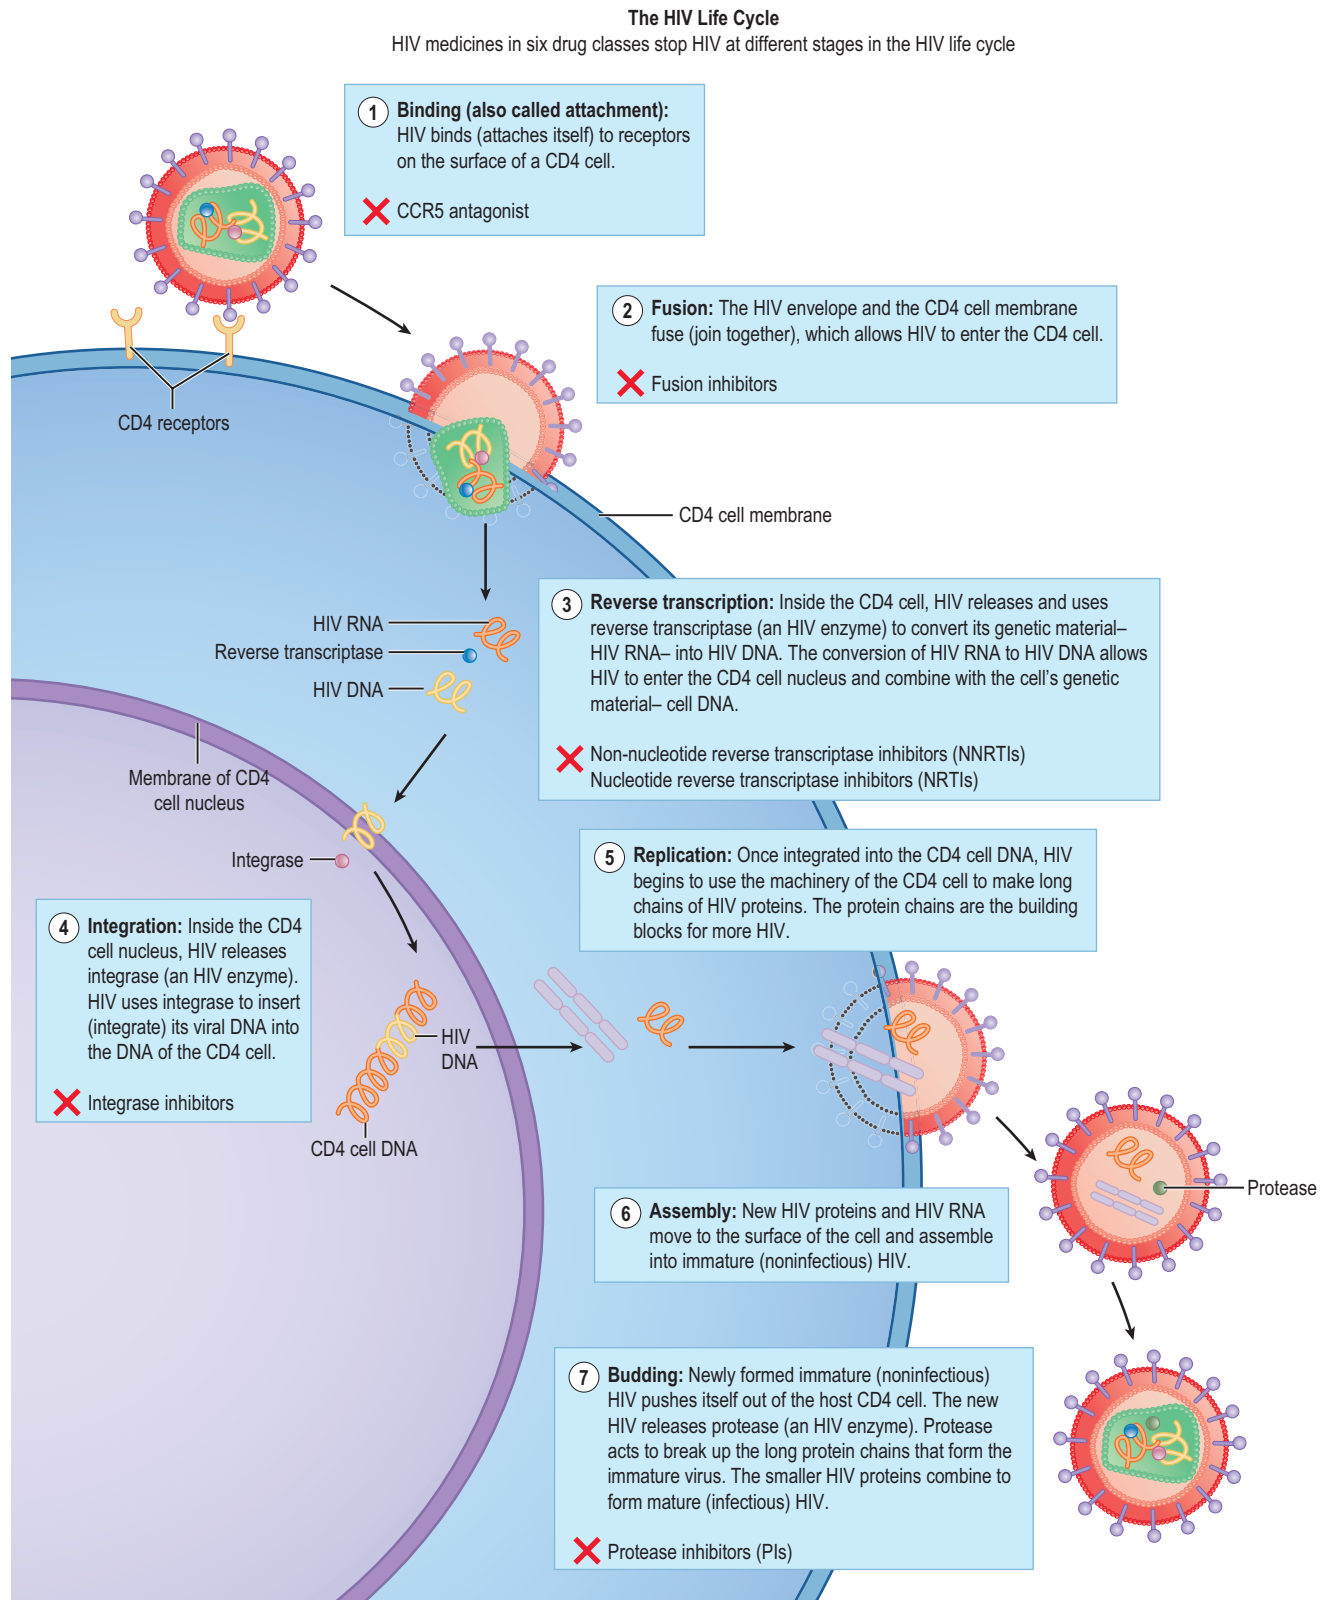 The HIV Life Cycle
HIV medicines in six drug classes stop HIV at different stages in the HIV life cycle
1 Binding (also called attachment):
HIV binds (attaches itself) to receptors
on the surface of a CD4 cell.
CCR5 antagonist
2 Fusion: The HIV envelope and the CD4 cell membrane
fuse (join together), which allows HIV to enter the CD4 cell.
Fusion inhibitors
CD4 receptors
CD4 cell membrane
3 Reverse transcription: Inside the CD4 cell, HIV releases and uses
reverse transcriptase (an HIV enzyme) to convert its genetic material–
HIV RNA– into HIV DNA. The conversion of HIV RNA to HIV DNA allows
HIV to enter the CD4 cell nucleus and combine with the cell’s genetic
material– cell DNA.
Non-nucleotide reverse transcriptase inhibitors (NNRTIs)
Nucleotide reverse transcriptase inhibitors (NRTIs)
HIV RNA
Reverse transcriptase
HIV DNA
Membrane of CD4
cell nucleus
Integrase
4 Integration: Inside the CD4
cell nucleus, HIV releases
integrase (an HIV enzyme).
HIV uses integrase to insert
(integrate) its viral DNA into
the DNA of the CD4 cell.
Integrase inhibitors
HIV
DNA
CD4 cell DNA
5 Replication: Once integrated into the CD4 cell DNA, HIV
begins to use the machinery of the CD4 cell to make long
chains of HIV proteins. The protein chains are the building
blocks for more HIV.
6 Assembly: New HIV proteins and HIV RNA
move to the surface of the cell and assemble
into immature (noninfectious) HIV.
Protease
7 Budding: Newly formed immature (noninfectious)
HIV pushes itself out of the host CD4 cell. The new
HIV releases protease (an HIV enzyme). Protease
acts to break up the long protein chains that form the
immature virus. The smaller HIV proteins combine to
form mature (infectious) HIV.
Protease inhibitors (PIs)